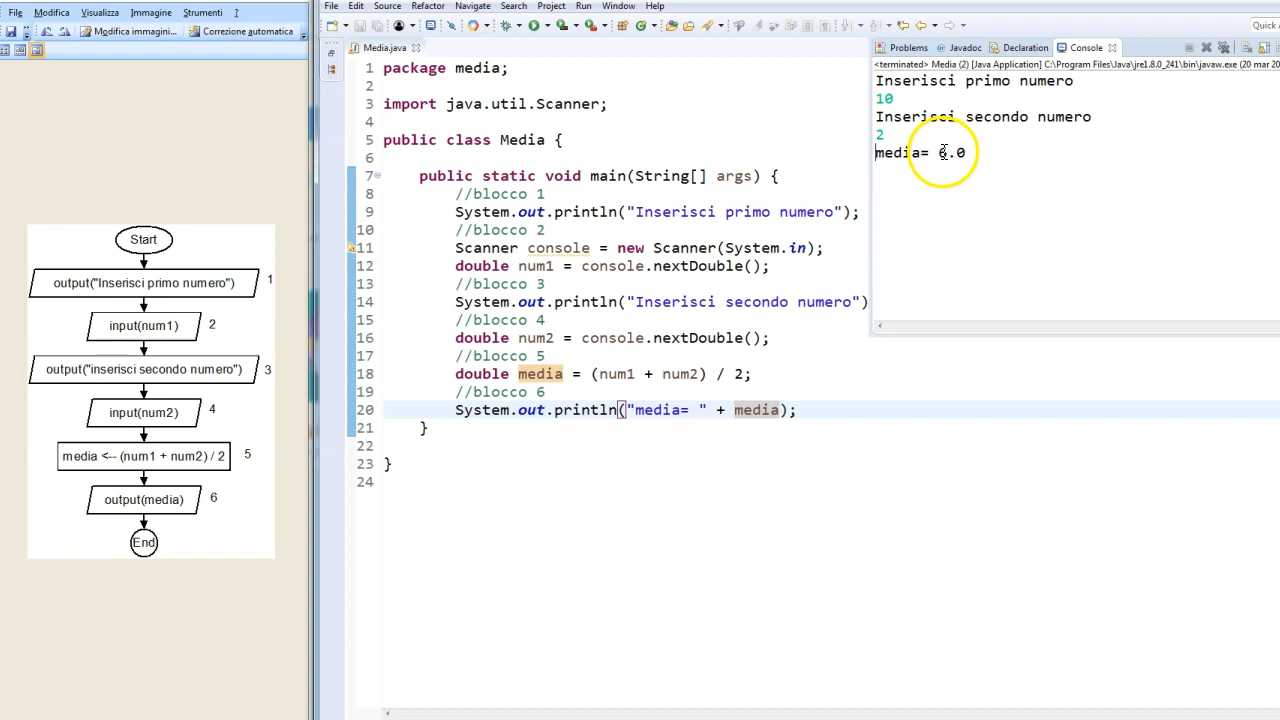 File Modifica Visualizza Immagine Strumenti ?
Modifica immagini... Correzione automatica
Start
output("Inserisci primo numero") 1
input(num1) 2
output("inserisci secondo numero") 3
input(num2) 4
media <-- (num1 + num2) / 2 5
output(media) 6
End
File Edit Source Refactor Navigate Search Project Run Window Help
Quick A
Media.java
1 package media;
2
3 import java.util.Scanner;
4
5 public class Media {
6
7 public static void main(String[] args) {
8 //blocco 1
9 System.out.println("Inserisci primo numero");
10 //blocco 2
11 Scanner console = new Scanner(System.in);
12 double num1 = console.nextDouble();
13 //blocco 3
14 System.out.println("Inserisci secondo numero")
15 //blocco 4
16 double num2 = console.nextDouble();
17 //blocco 5
18 double media = (num1 + num2) / 2;
19 //blocco 6
20 System.out.println("media= " + media);
21 }
22
23 }
24
Problems Javadoc Declaration Console
<terminated> Media (2) [Java Application] C:\Program Files\Java\jre1.8.0_241\bin\javaw.exe (20 mar 20
Inserisci primo numero
10
Inserisci secondo numero
2
media= 6.0